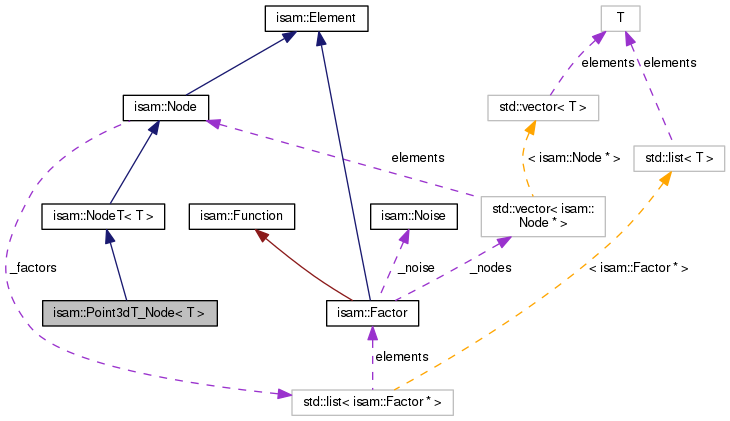 isam::Element
T
elements
elements
isam::Node
std::vector< T >
elements
< isam::Node * >
std::list< T >
isam::NodeT< T >
isam::Function
isam::Noise
std::vector< isam::
Node * >
_factors
_noise
_nodes
< isam::Factor * >
isam::Point3dT_Node< T >
isam::Factor
elements
std::list< isam::Factor * >